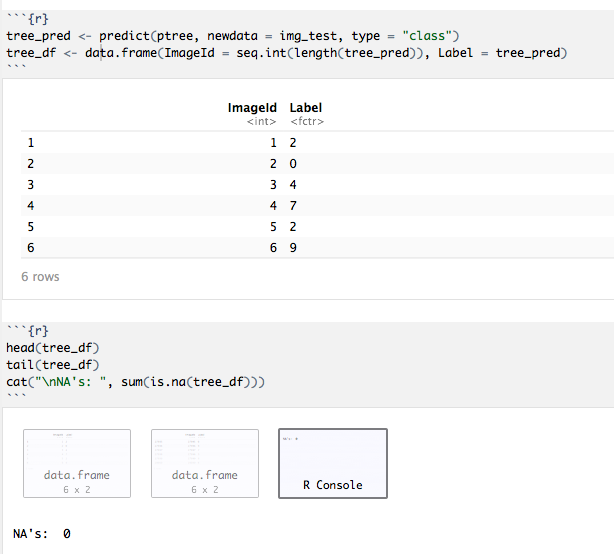 ```{r}
tree_pred <- predict(ptree, newdata = img_test, type = "class")
tree_df <- data.frame(ImageId = seq.int(length(tree_pred)), Label = tree_pred)
```
ImageId Label
<int> <fctr>
1 1 2
2 2 0
3 3 4
4 4 7
5 5 2
6 6 9
6 rows
```{r}
head(tree_df)
tail(tree_df)
cat("\nNA's: ", sum(is.na(tree_df)))
```
data.frame
6 x 2
data.frame
6 x 2
R Console
NA's: 0